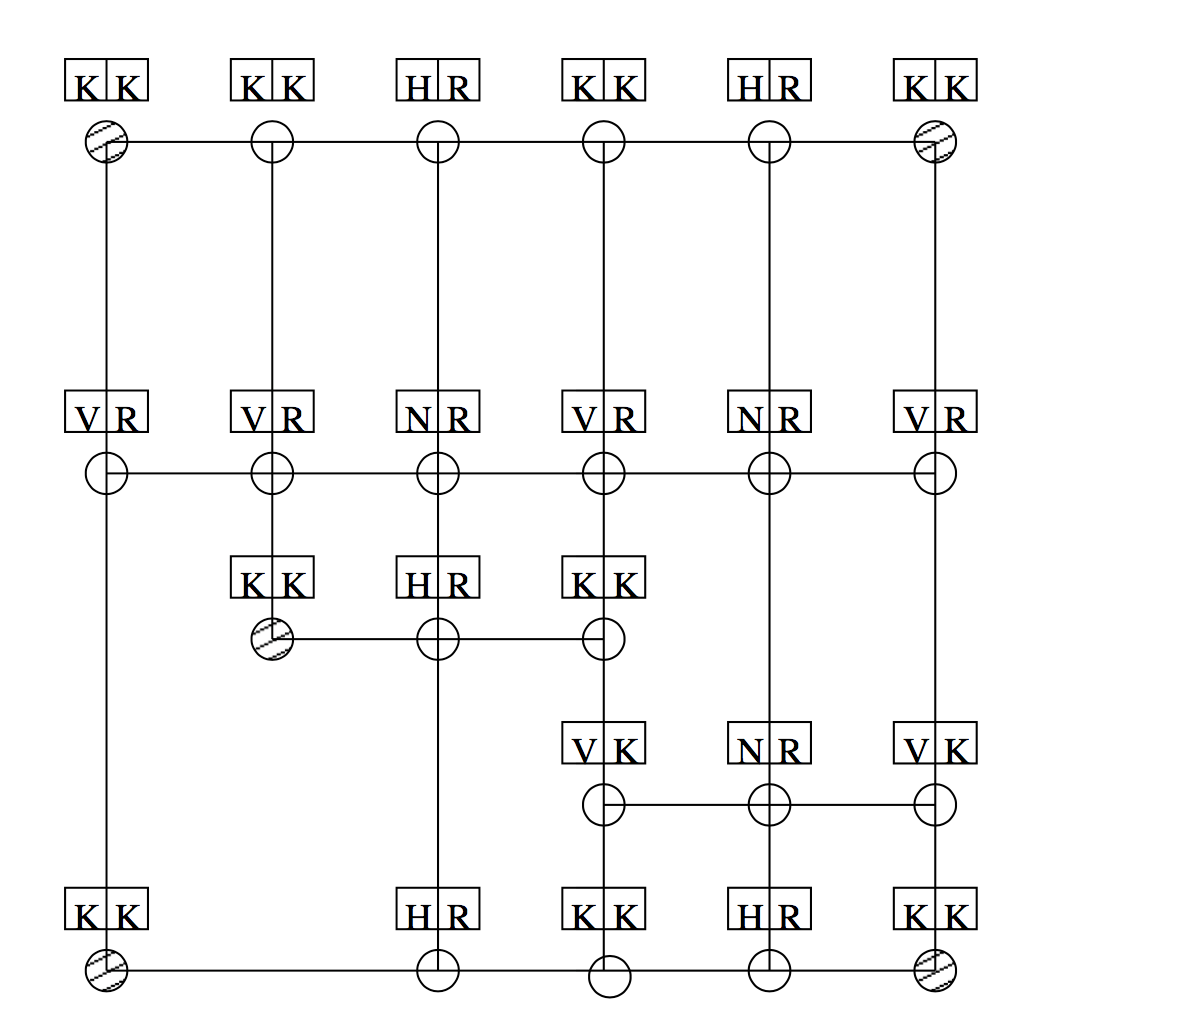 K K K K H R K K H R K K
V R V R N R V R N R V R
K K H R K K
V K N R V K
K K H R K K H R K K